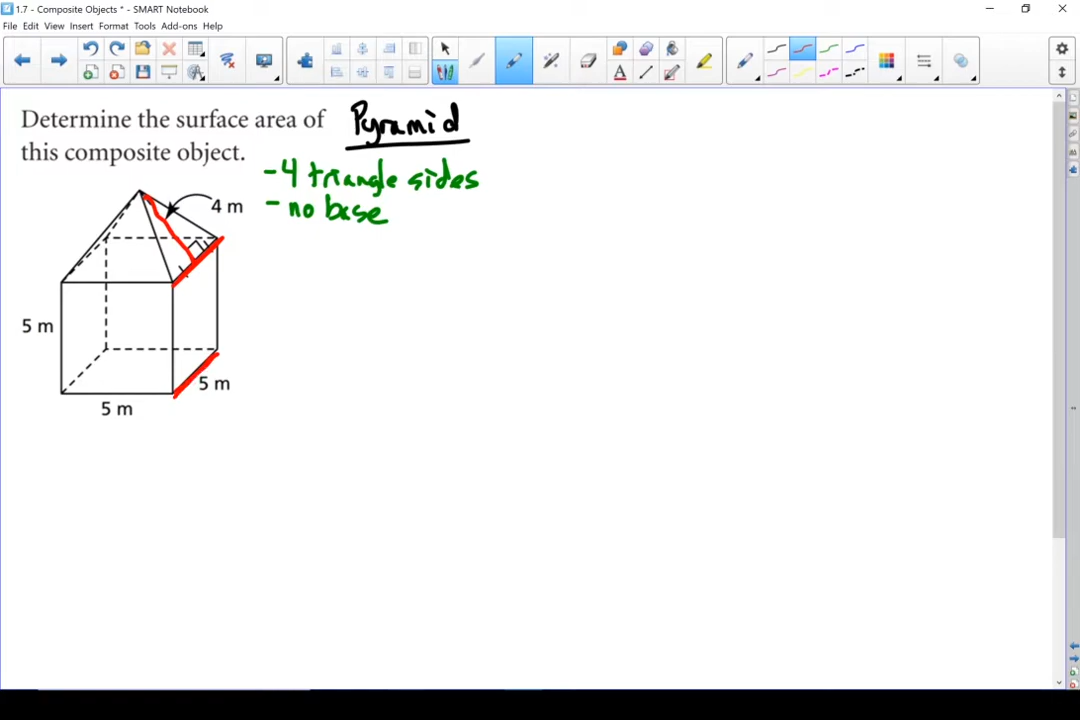 1.7 - Composite Objects * - SMART Notebook
File Edit View Insert Format Tools Add-ons Help
Determine the surface area of
this composite object.
Pyramid
- 4 triangle sides
- no base
4 m
5 m
5 m
5 m